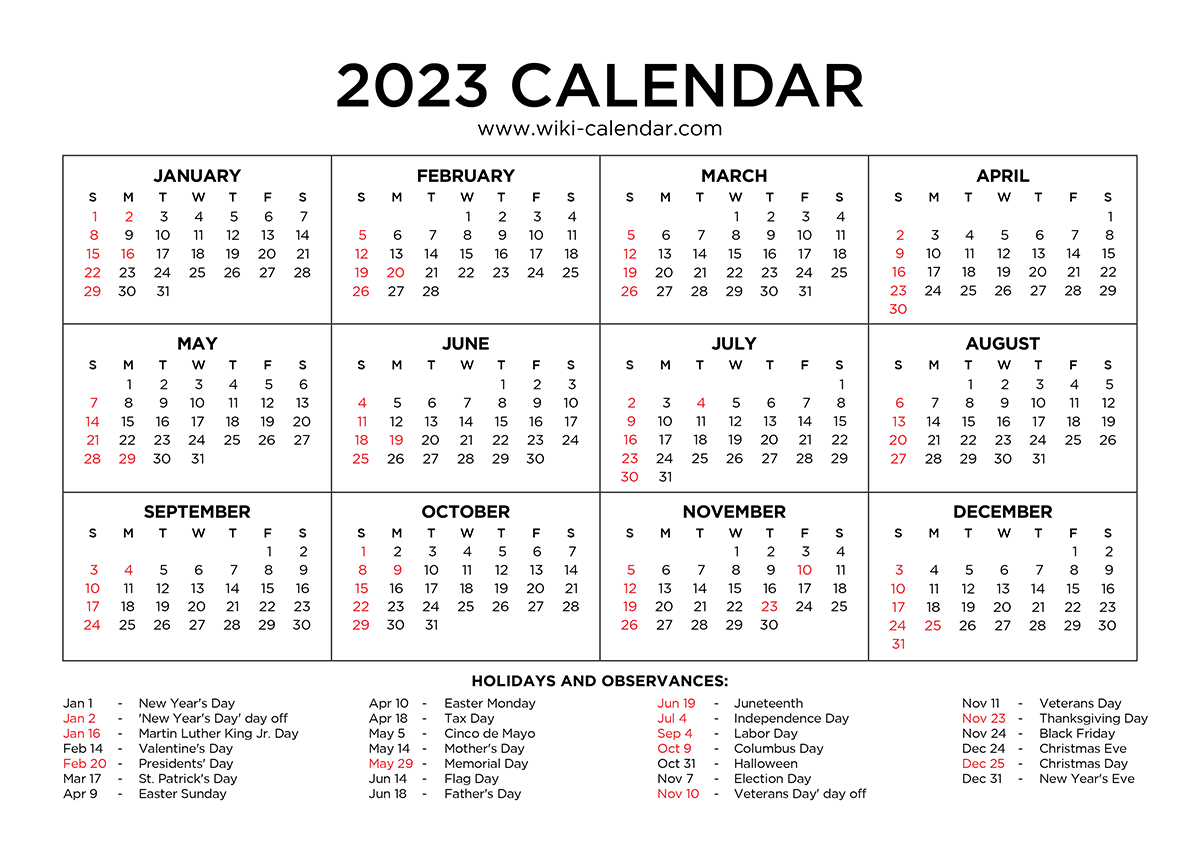 2023 CALENDAR
www.wiki-calendar.com
JANUARY
S M T W T F S
1 2 3 4 5 6 7
8 9 10 11 12 13 14
15 16 17 18 19 20 21
22 23 24 25 26 27 28
29 30 31
FEBRUARY
S M T W T F S
1 2 3 4
5 6 7 8 9 10 11
12 13 14 15 16 17 18
19 20 21 22 23 24 25
26 27 28
MARCH
S M T W T F S
1 2 3 4
5 6 7 8 9 10 11
12 13 14 15 16 17 18
19 20 21 22 23 24 25
26 27 28 29 30 31
APRIL
S M T W T F S
1
2 3 4 5 6 7 8
9 10 11 12 13 14 15
16 17 18 19 20 21 22
23 24 25 26 27 28 29
30
MAY
S M T W T F S
1 2 3 4 5 6
7 8 9 10 11 12 13
14 15 16 17 18 19 20
21 22 23 24 25 26 27
28 29 30 31
JUNE
S M T W T F S
1 2 3
4 5 6 7 8 9 10
11 12 13 14 15 16 17
18 19 20 21 22 23 24
25 26 27 28 29 30
JULY
S M T W T F S
1
2 3 4 5 6 7 8
9 10 11 12 13 14 15
16 17 18 19 20 21 22
23 24 25 26 27 28 29
30 31
AUGUST
S M T W T F S
1 2 3 4 5
6 7 8 9 10 11 12
13 14 15 16 17 18 19
20 21 22 23 24 25 26
27 28 29 30 31
SEPTEMBER
S M T W T F S
1 2
3 4 5 6 7 8 9
10 11 12 13 14 15 16
17 18 19 20 21 22 23
24 25 26 27 28 29 30
OCTOBER
S M T W T F S
1 2 3 4 5 6 7
8 9 10 11 12 13 14
15 16 17 18 19 20 21
22 23 24 25 26 27 28
29 30 31
NOVEMBER
S M T W T F S
1 2 3 4
5 6 7 8 9 10 11
12 13 14 15 16 17 18
19 20 21 22 23 24 25
26 27 28 29 30
DECEMBER
S M T W T F S
1 2
3 4 5 6 7 8 9
10 11 12 13 14 15 16
17 18 19 20 21 22 23
24 25 26 27 28 29 30
31
HOLIDAYS AND OBSERVANCES:
Jan 1 - New Year's Day
Jan 2 - 'New Year's Day' day off
Jan 16 - Martin Luther King Jr. Day
Feb 14 - Valentine's Day
Feb 20 - Presidents' Day
Mar 17 - St. Patrick's Day
Apr 9 - Easter Sunday
Apr 10 - Easter Monday
Apr 18 - Tax Day
May 5 - Cinco de Mayo
May 14 - Mother's Day
May 29 - Memorial Day
Jun 14 - Flag Day
Jun 18 - Father's Day
Jun 19 - Juneteenth
Jul 4 - Independence Day
Sep 4 - Labor Day
Oct 9 - Columbus Day
Oct 31 - Halloween
Nov 7 - Election Day
Nov 10 - Veterans Day' day off
Nov 11 - Veterans Day
Nov 23 - Thanksgiving Day
Nov 24 - Black Friday
Dec 24 - Christmas Eve
Dec 25 - Christmas Day
Dec 31 - New Year's Eve